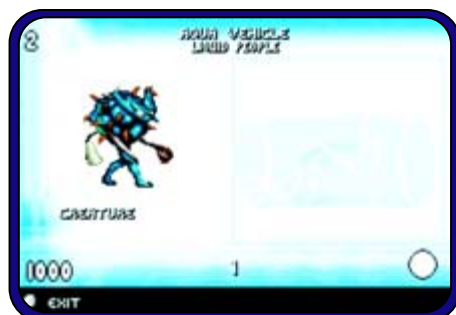 2
AQUA VEHICLE
LIQUID PEOPLE
CREATURE
1000
1
EXIT